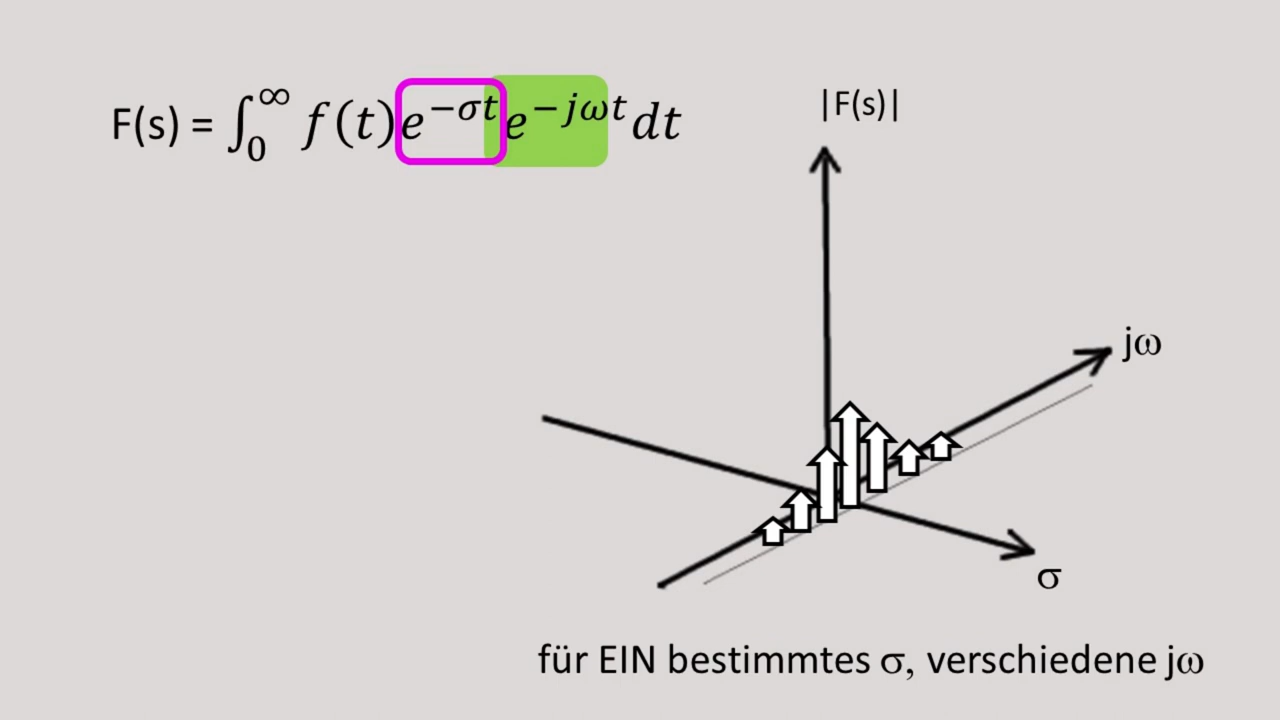 F(s) = ∫₀^∞ f(t)e^{−σt}e^{−jωt}dt
|F(s)|
jω
σ
für EIN bestimmtes σ, verschiedene jω